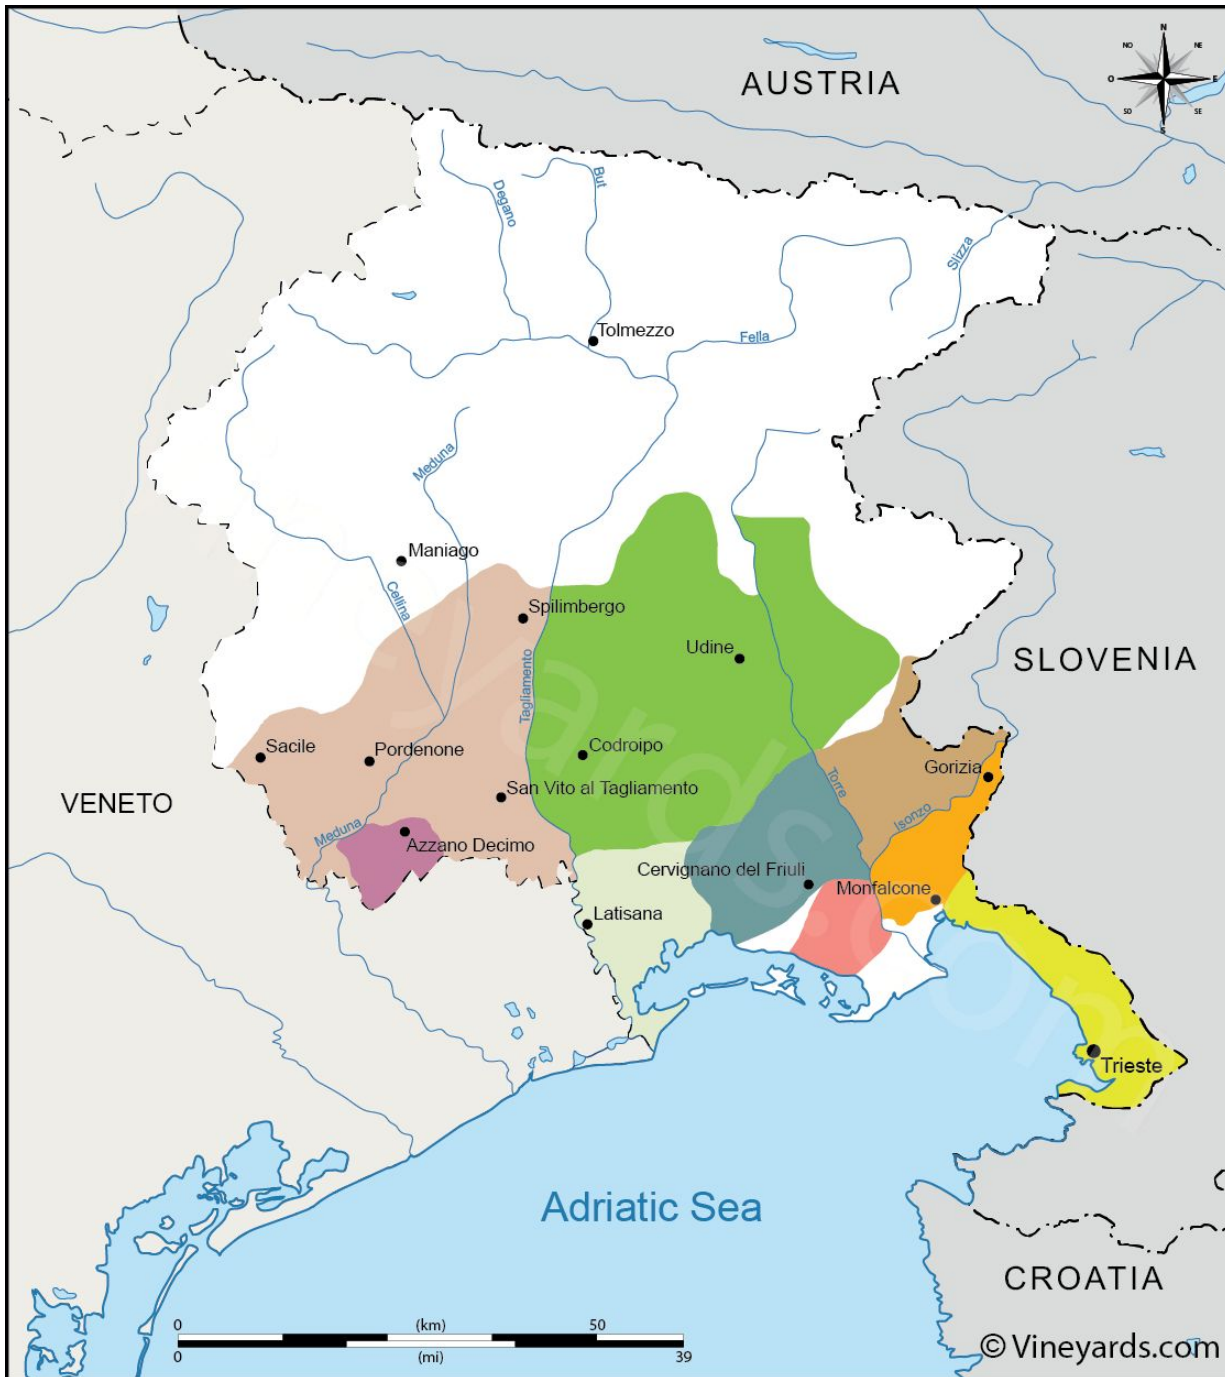 AUSTRIA
N
NO
NE
O
E
SO
SE
S
Degano
But
Slizza
Tolmezzo
Fella
Meduna
Maniago
Cellina
Spilimbergo
Udine
SLOVENIA
Tagliamento
Sacile
Pordenone
Codroipo
Gorizia
Torre
San Vito al Tagliamento
VENETO
Isonzo
Meduna
Azzano Decimo
Cervignano del Friuli
Monfalcone
Latisana
Trieste
Adriatic Sea
CROATIA
0
(km)
50
0
(mi)
39
© Vineyards.com
yards.com